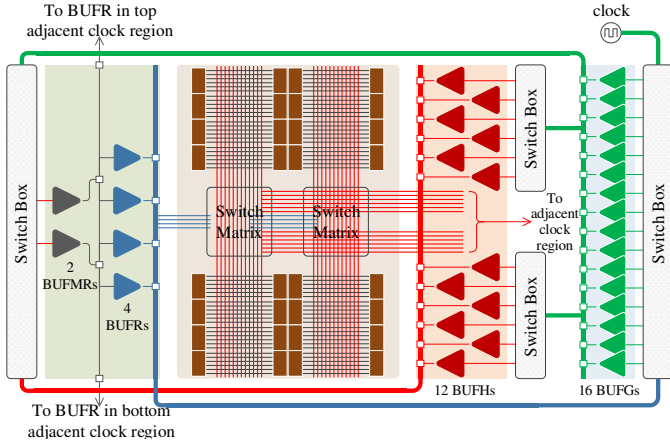 To BUFR in top
adjacent clock region
clock
Switch Box
Switch Box
Switch Box
Switch
Matrix
Switch
Matrix
To
adjacent
clock
region
2
BUFMRs
4
BUFRs
Switch Box
12 BUFHs
16 BUFGs
To BUFR in bottom
adjacent clock region